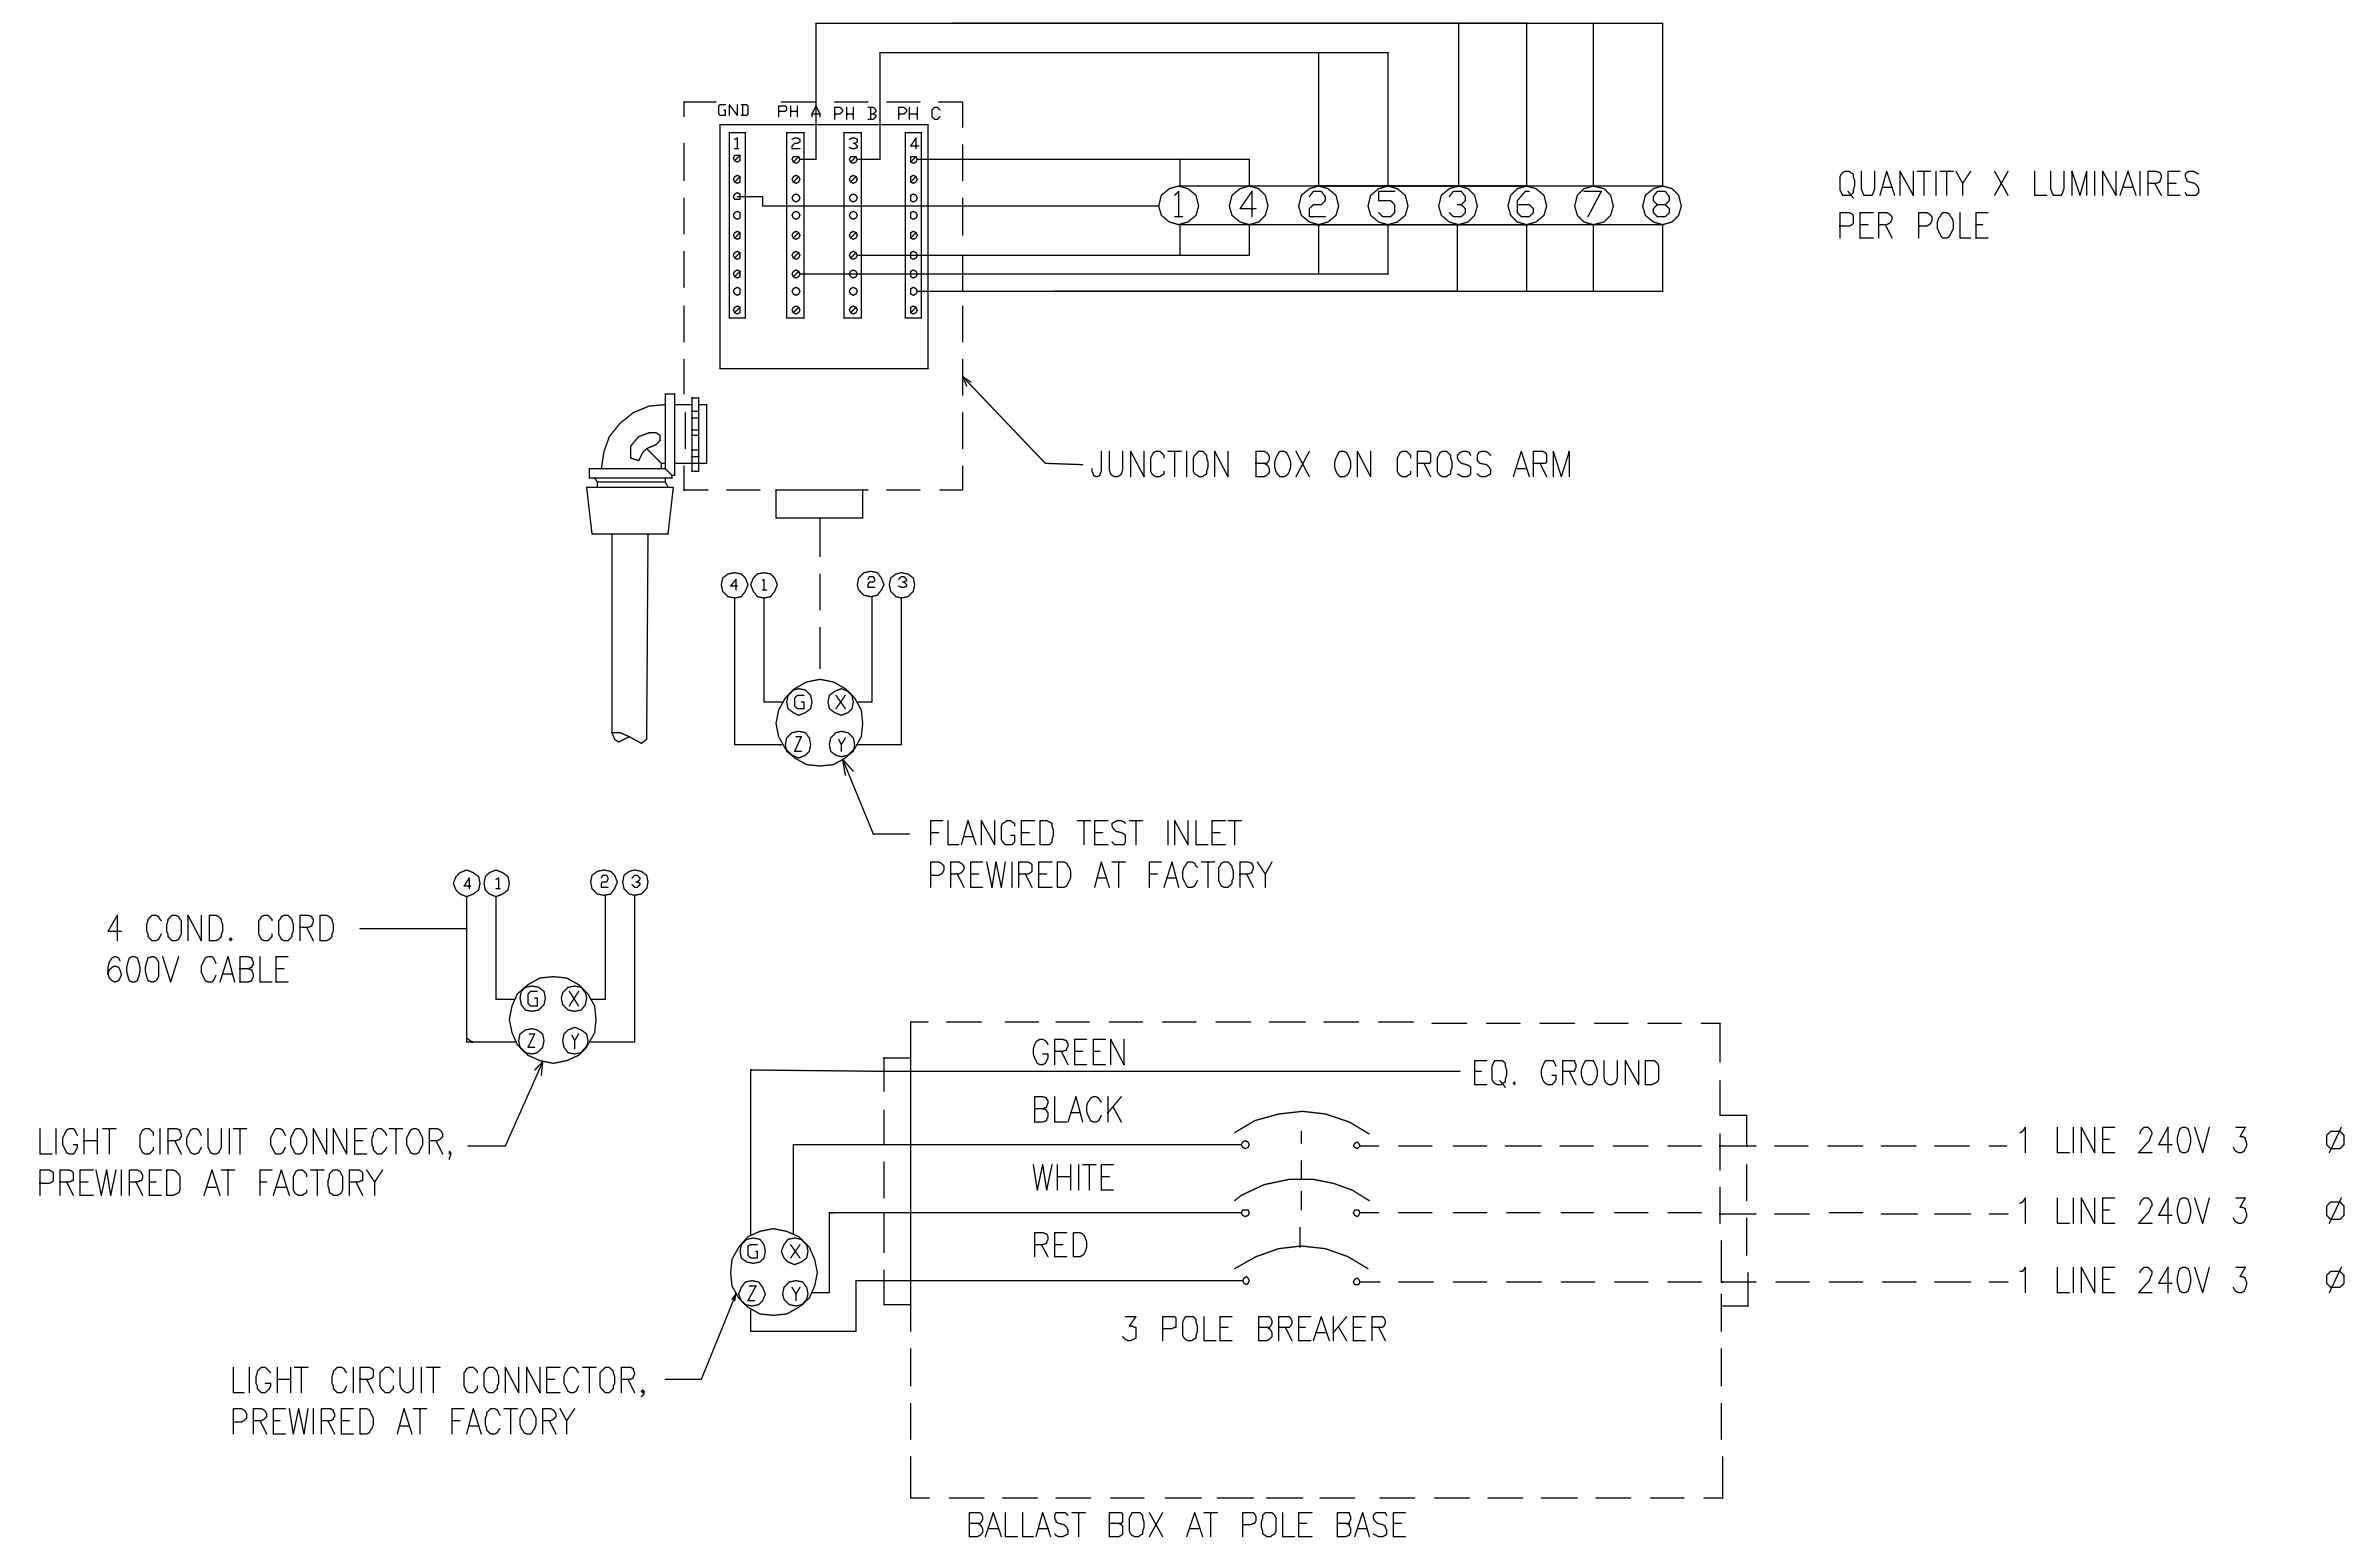 GND PH A PH B PH C
1 2 3 4
1 4 2 5 3 6 7 8
QUANTITY X LUMINAIRES
PER POLE
JUNCTION BOX ON CROSS ARM
4 1 2 3
G X
Z Y
FLANGED TEST INLET
PREWIRED AT FACTORY
4 1 2 3
4 COND. CORD
600V CABLE
G X
Z Y
LIGHT CIRCUIT CONNECTOR,
PREWIRED AT FACTORY
GREEN
EQ. GROUND
BLACK
1 LINE 240V 3 Ø
WHITE
1 LINE 240V 3 Ø
RED
1 LINE 240V 3 Ø
G X
Z Y
3 POLE BREAKER
LIGHT CIRCUIT CONNECTOR,
PREWIRED AT FACTORY
BALLAST BOX AT POLE BASE